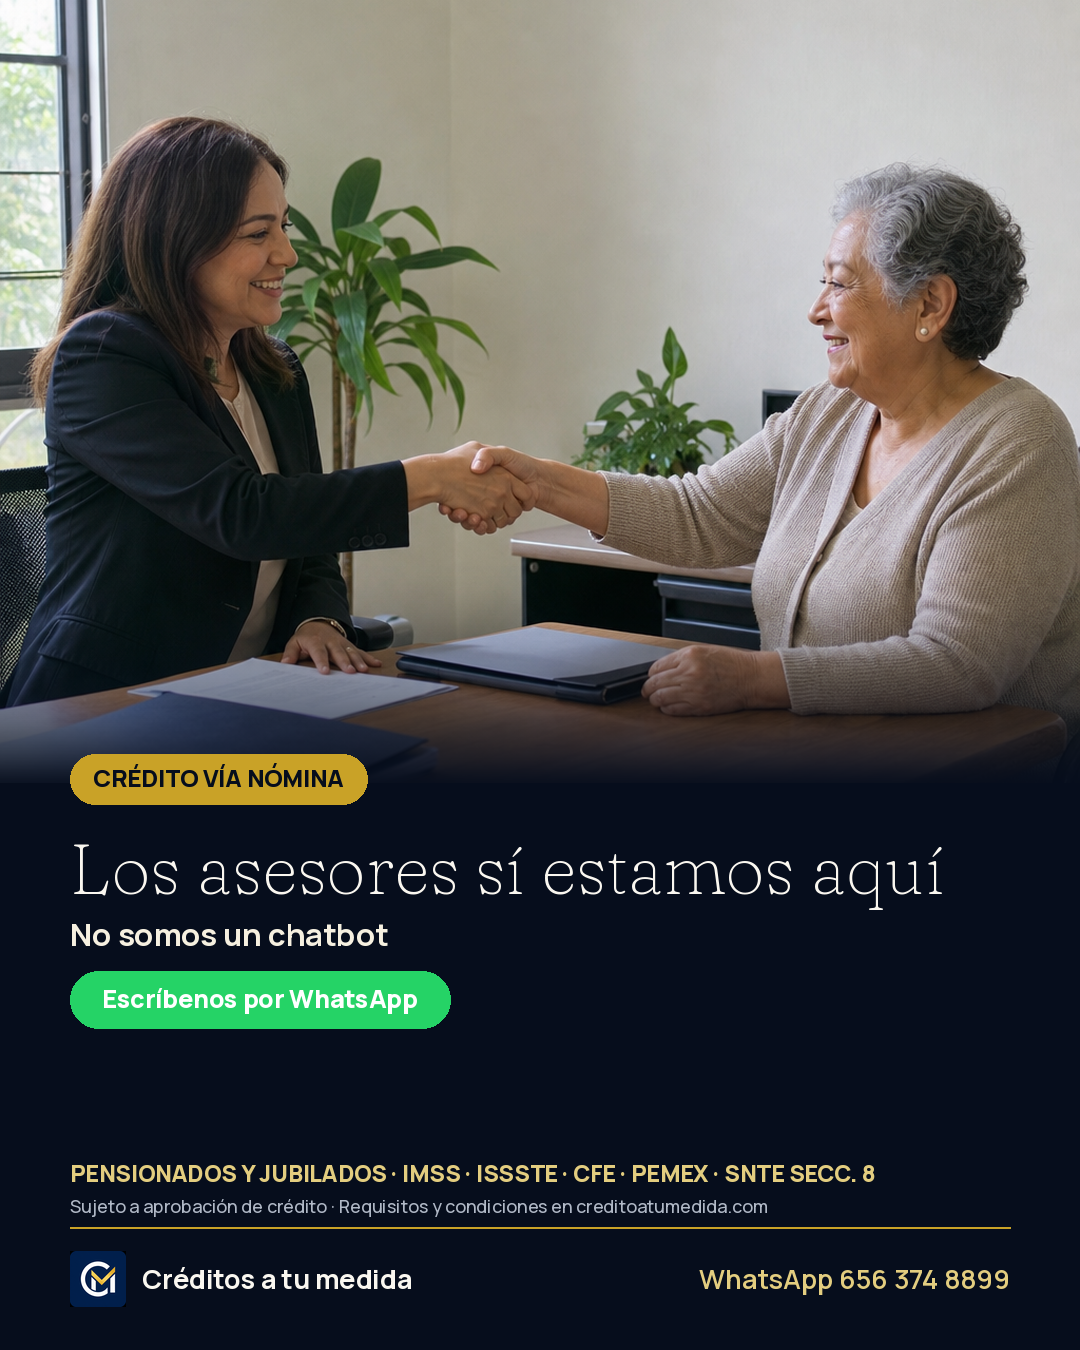 CRÉDITO VÍA NÓMINA
Los asesores sí estamos aquí
No somos un chatbot
Escríbenos por WhatsApp
PENSIONADOS Y JUBILADOS · IMSS · ISSSTE · CFE · PEMEX · SNTE SECC. 8
Sujeto a aprobación de crédito · Requisitos y condiciones en creditoatumedida.com
Créditos a tu medida
WhatsApp 656 374 8899